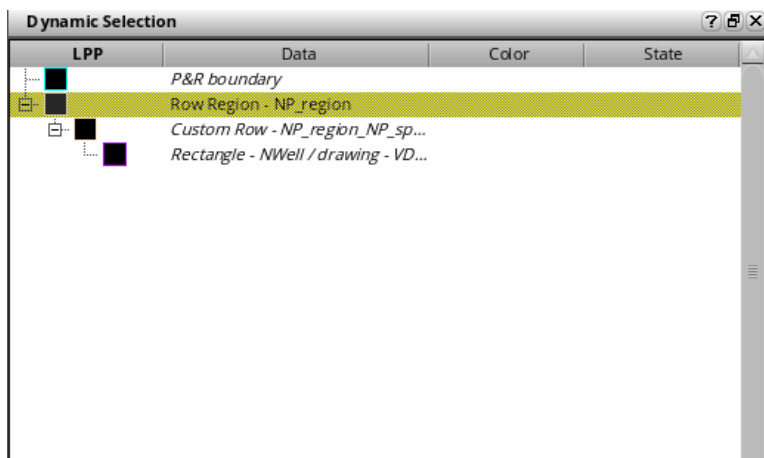 Dynamic Selection
LPP Data Color State
P&R boundary
Row Region - NP_region
Custom Row - NP_region_NP_sp...
Rectangle - NWell / drawing - VD...